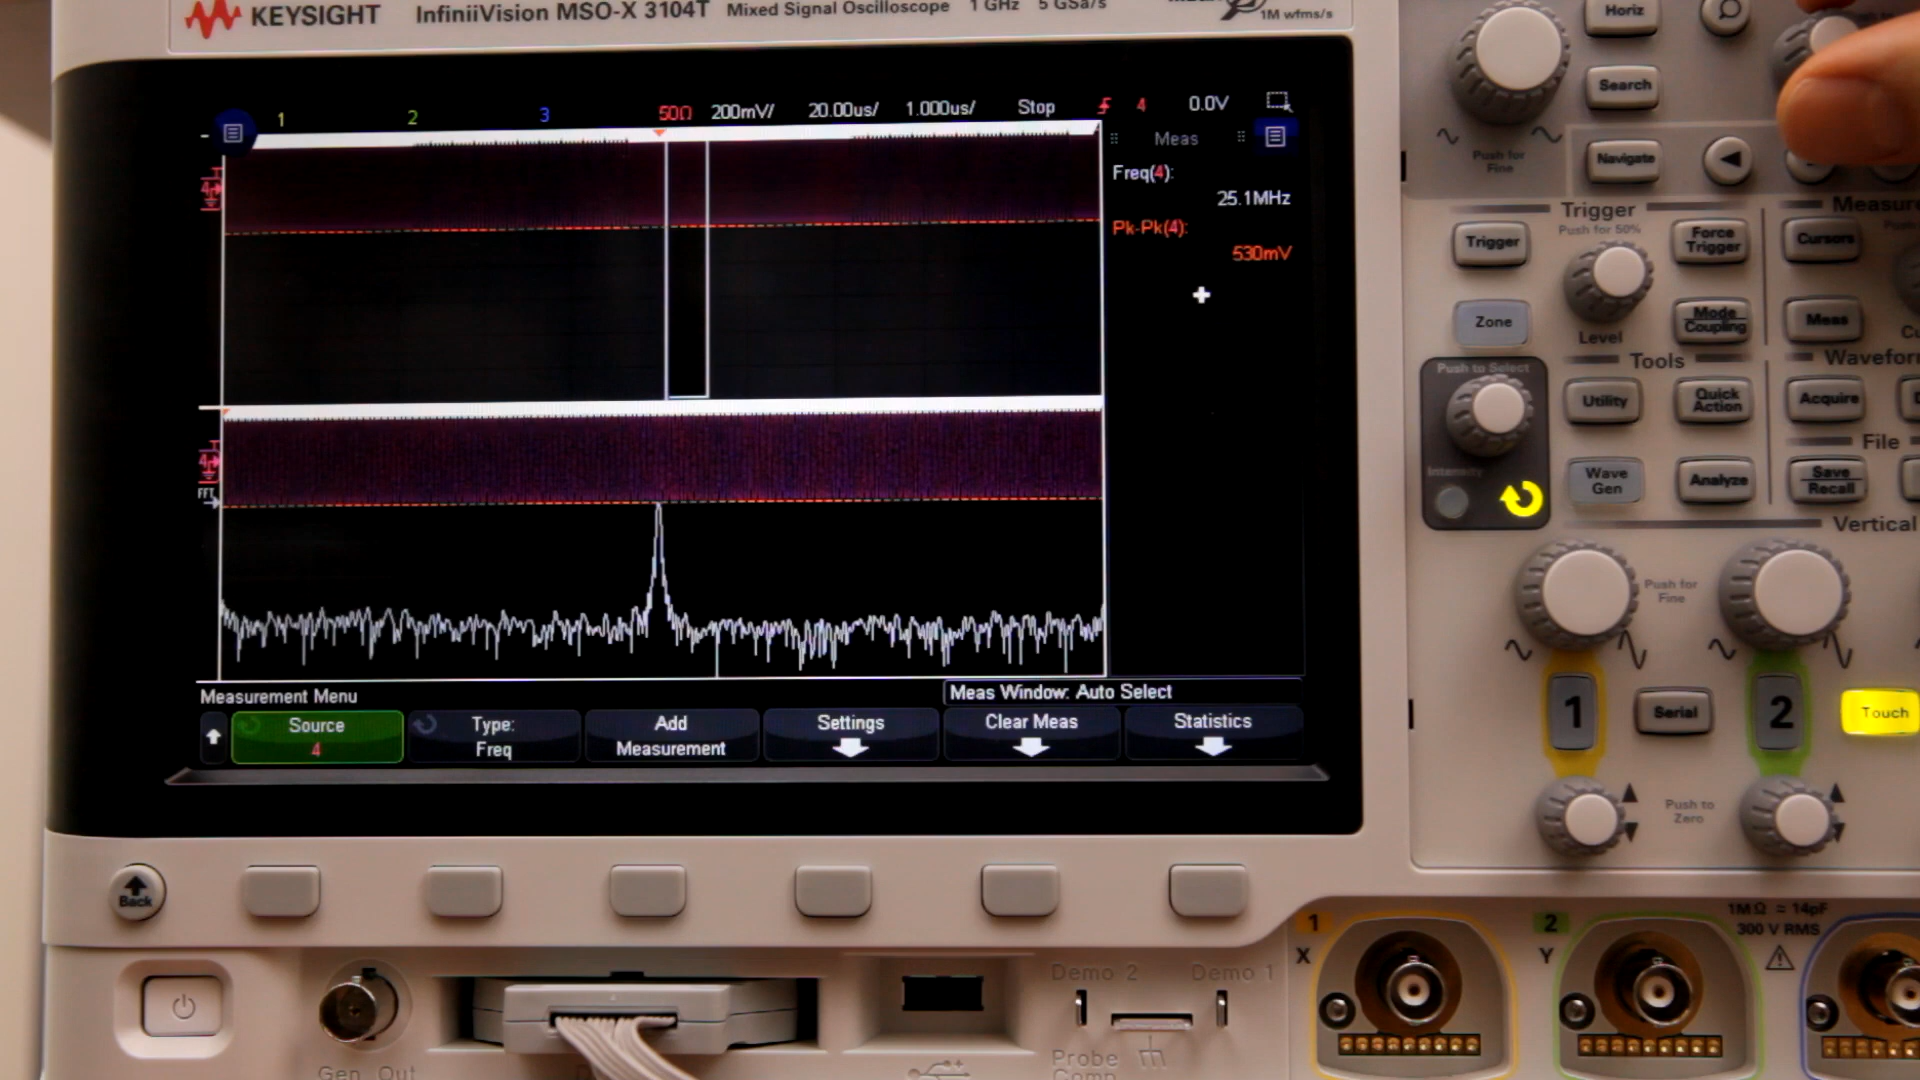 KEYSIGHT InfiniiVision MSO-X 3104T Mixed Signal Oscilloscope 1 GHz 5 GSa/s
1M wfms/s
1 2 3 50Ω 200mV/ 20.00us/ 1.000us/ Stop 4 0.0V
Meas
Freq(4):
25.1MHz
Pk-Pk(4):
530mV
4
4
FFT
Measurement Menu
Meas Window: Auto Select
Source
4
Type:
Freq
Add
Measurement
Settings
Clear Meas
Statistics
Back
Horiz
Search
Push for
Fine
Navigate
Trigger
Push for 50%
Trigger
Force
Trigger
Zone
Level
Mode
Coupling
Cursors
Meas
Push to Select
Intensity
Tools
Utility
Quick
Action
Wave
Gen
Analyze
Acquire
File
Save
Recall
Vertical
Push for
Fine
1
Serial
2
Touch
Push to
Zero
1
X
2
Y
1MΩ ≅ 14pF
300 V RMS
Gen Out
Demo 2
Demo 1
Probe
Comp